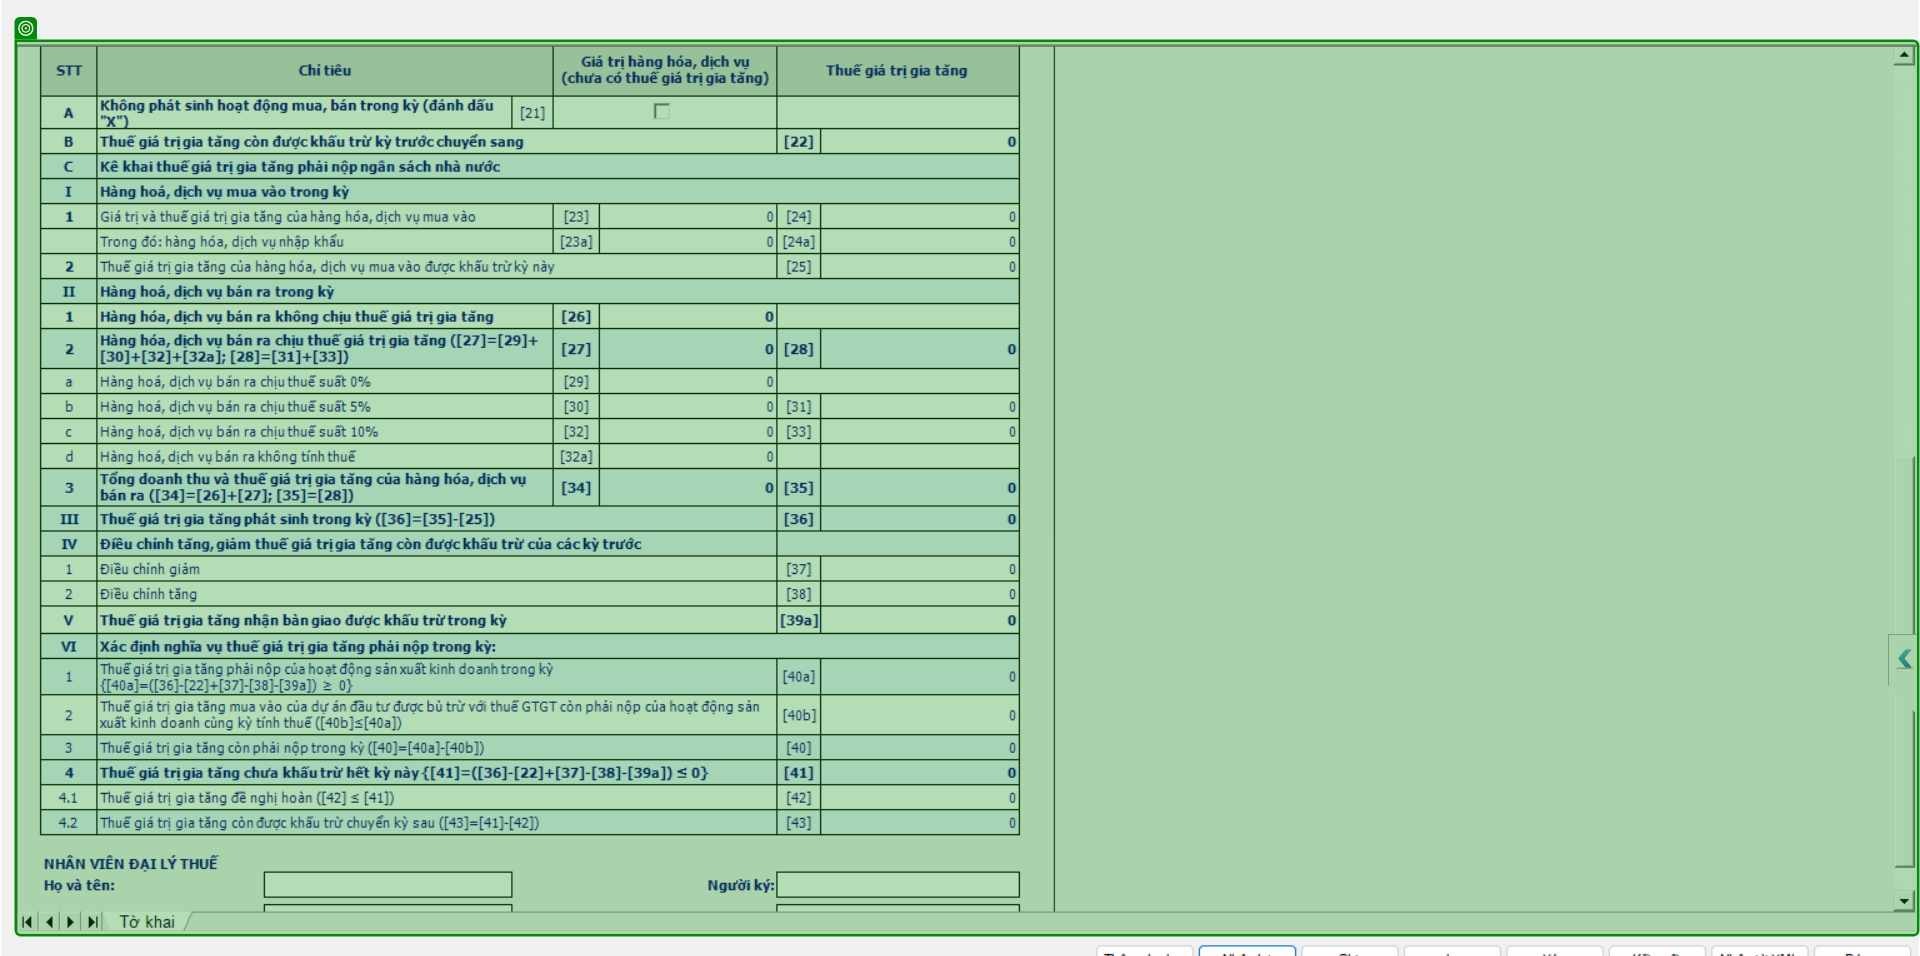 STT Chỉ tiêu Giá trị hàng hóa, dịch vụ Thuế giá trị gia tăng
(chưa có thuế giá trị gia tăng)
A Không phát sinh hoạt động mua, bán trong kỳ (đánh dấu [21]
"X")
B Thuế giá trị gia tăng còn được khấu trừ kỳ trước chuyển sang [22] 0
C Kê khai thuế giá trị gia tăng phải nộp ngân sách nhà nước
I Hàng hoá, dịch vụ mua vào trong kỳ
1 Giá trị và thuế giá trị gia tăng của hàng hóa, dịch vụ mua vào [23] 0 [24] 0
Trong đó: hàng hóa, dịch vụ nhập khẩu [23a] 0 [24a] 0
2 Thuế giá trị gia tăng của hàng hóa, dịch vụ mua vào được khấu trừ kỳ này [25] 0
II Hàng hoá, dịch vụ bán ra trong kỳ
1 Hàng hóa, dịch vụ bán ra không chịu thuế giá trị gia tăng [26] 0
2 Hàng hóa, dịch vụ bán ra chịu thuế giá trị gia tăng ([27]=[29]+ [27] 0 [28] 0
[30]+[32]+[32a]; [28]=[31]+[33])
a Hàng hoá, dịch vụ bán ra chịu thuế suất 0% [29] 0
b Hàng hoá, dịch vụ bán ra chịu thuế suất 5% [30] 0 [31] 0
c Hàng hoá, dịch vụ bán ra chịu thuế suất 10% [32] 0 [33] 0
d Hàng hoá, dịch vụ bán ra không tính thuế [32a] 0
3 Tổng doanh thu và thuế giá trị gia tăng của hàng hóa, dịch vụ [34] 0 [35] 0
bán ra ([34]=[26]+[27]; [35]=[28])
III Thuế giá trị gia tăng phát sinh trong kỳ ([36]=[35]-[25]) [36] 0
IV Điều chỉnh tăng, giảm thuế giá trị gia tăng còn được khấu trừ của các kỳ trước
1 Điều chỉnh giảm [37] 0
2 Điều chỉnh tăng [38] 0
V Thuế giá trị gia tăng nhận bàn giao được khấu trừ trong kỳ [39a] 0
VI Xác định nghĩa vụ thuế giá trị gia tăng phải nộp trong kỳ:
1 Thuế giá trị gia tăng phải nộp của hoạt động sản xuất kinh doanh trong kỳ [40a] 0
{[40a]=([36]-[22]+[37]-[38]-[39a]) ≥ 0}
2 Thuế giá trị gia tăng mua vào của dự án đầu tư được bù trừ với thuế GTGT còn phải nộp của hoạt động sản [40b] 0
xuất kinh doanh cùng kỳ tính thuế ([40b]≤[40a])
3 Thuế giá trị gia tăng còn phải nộp trong kỳ ([40]=[40a]-[40b]) [40] 0
4 Thuế giá trị gia tăng chưa khấu trừ hết kỳ này {[41]=([36]-[22]+[37]-[38]-[39a]) ≤ 0} [41] 0
4.1 Thuế giá trị gia tăng đề nghị hoàn ([42] ≤ [41]) [42] 0
4.2 Thuế giá trị gia tăng còn được khấu trừ chuyển kỳ sau ([43]=[41]-[42]) [43] 0
NHÂN VIÊN ĐẠI LÝ THUẾ
Họ và tên: Người ký:
Tờ khai